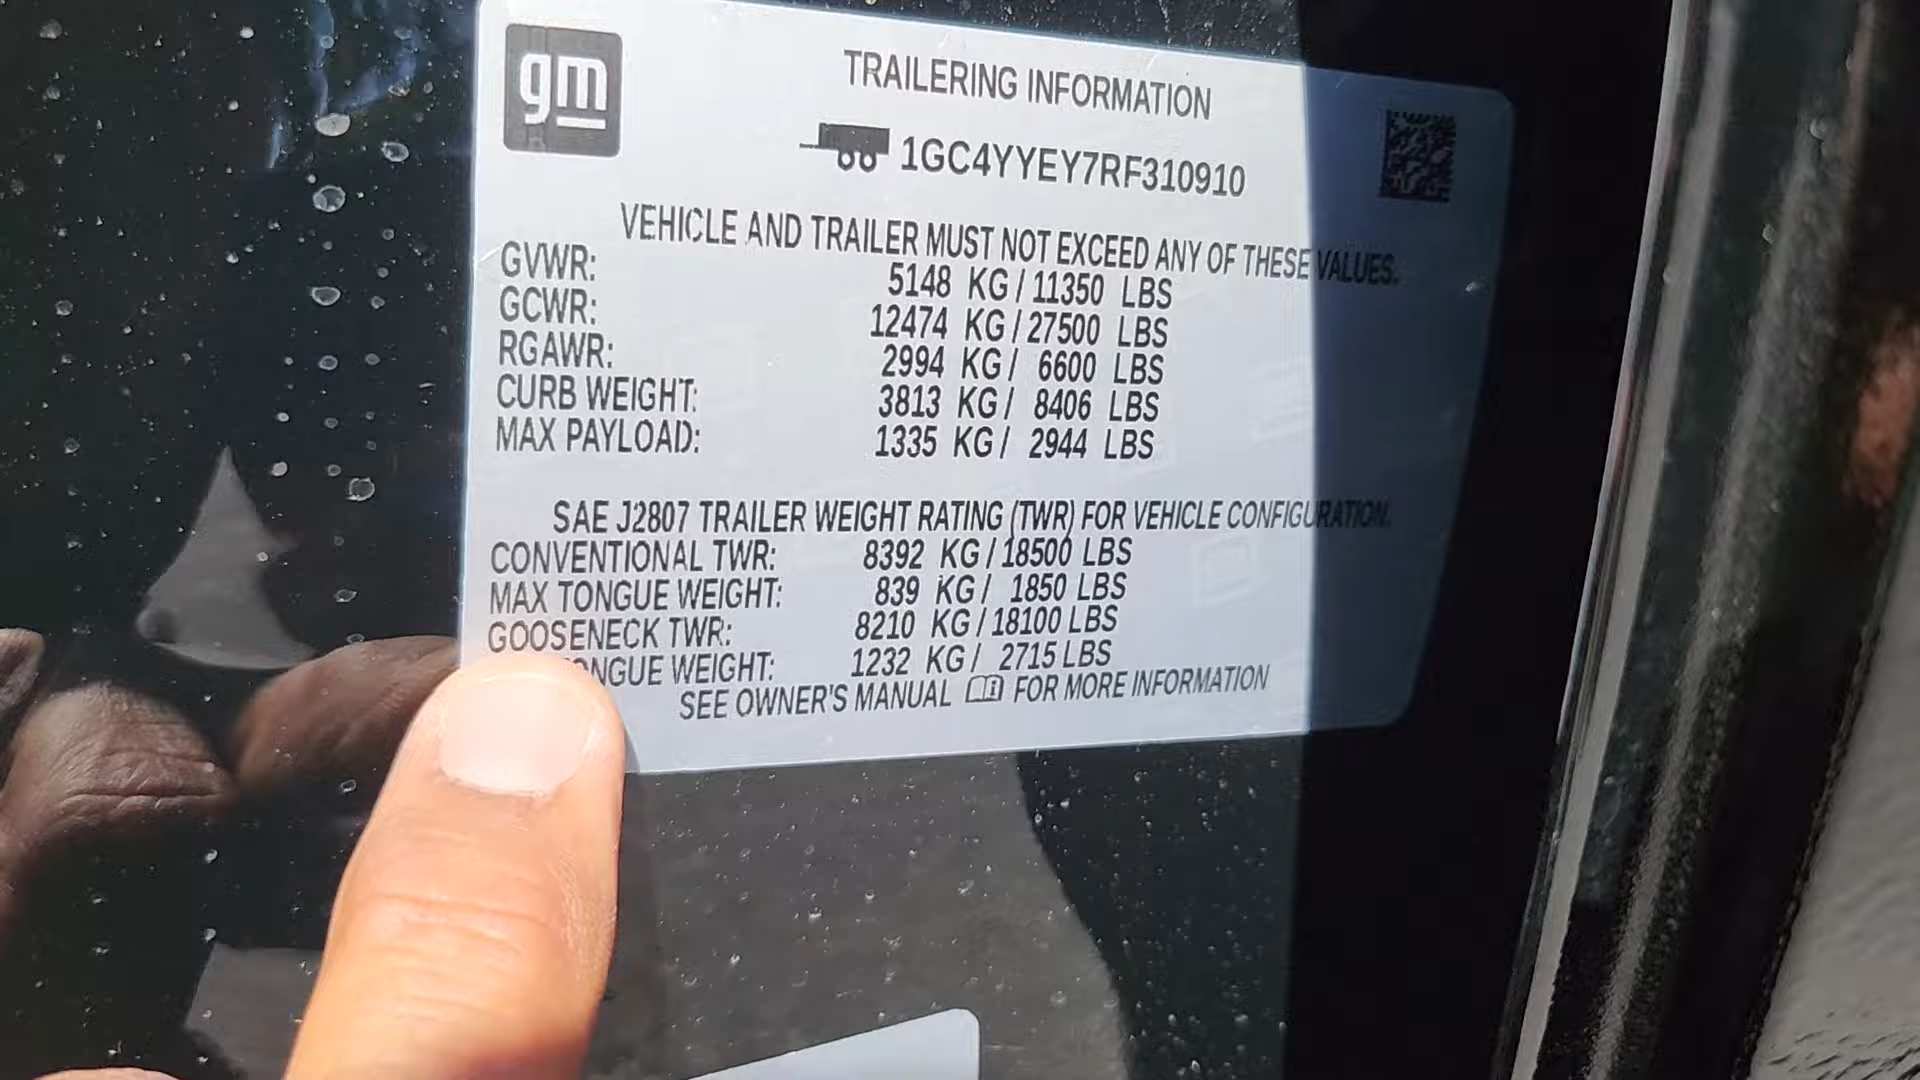 gm
TRAILERING INFORMATION
1GC4YYEY7RF310910
VEHICLE AND TRAILER MUST NOT EXCEED ANY OF THESE VALUES.
GVWR: 5148 KG / 11350 LBS
GCWR: 12474 KG / 27500 LBS
RGAWR: 2994 KG / 6600 LBS
CURB WEIGHT: 3813 KG / 8406 LBS
MAX PAYLOAD: 1335 KG / 2944 LBS
SAE J2807 TRAILER WEIGHT RATING (TWR) FOR VEHICLE CONFIGURATION.
CONVENTIONAL TWR: 8392 KG / 18500 LBS
MAX TONGUE WEIGHT: 839 KG / 1850 LBS
GOOSENECK TWR: 8210 KG / 18100 LBS
WEIGHT: 1232 KG / 2715 LBS
SEE OWNER'S MANUAL FOR MORE INFORMATION